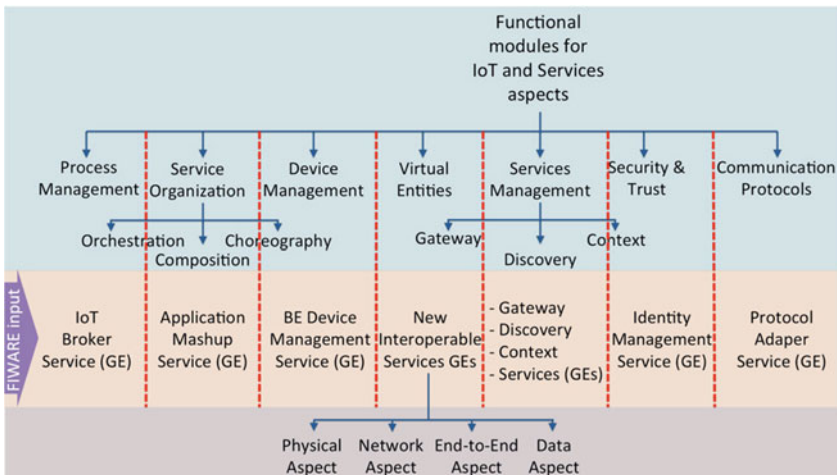 Functional
modules for
IoT and Services
aspects
Process
Management
Service
Organization
Device
Management
Virtual
Entities
Services
Management
Security &
Trust
Communication
Protocols
Orchestration
Composition
Choreography
Gateway
Discovery
Context
FIWARE input
IoT
Broker
Service (GE)
Application
Mashup
Service (GE)
BE Device
Management
Service (GE)
New
Interoperable
Services GEs
- Gateway
- Discovery
- Context
- Services (GEs)
Identity
Management
Service (GE)
Protocol
Adaper
Service (GE)
Physical
Aspect
Network
Aspect
End-to-End
Aspect
Data
Aspect